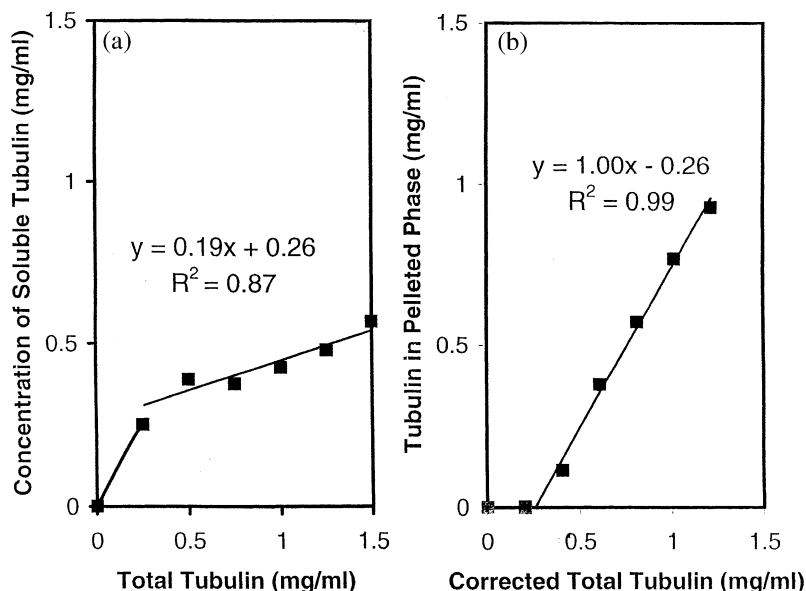 (a)
Concentration of Soluble Tubulin (mg/ml)
1.5
1
0.5
0
y = 0.19x + 0.26
R² = 0.87
0 0.5 1 1.5
Total Tubulin (mg/ml)
(b)
Tubulin in Pelleted Phase (mg/ml)
1.5
1
0.5
0
y = 1.00x - 0.26
R² = 0.99
0 0.5 1 1.5
Corrected Total Tubulin (mg/ml)